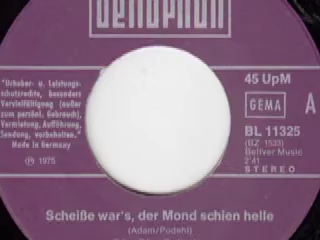 "Urheber- u. Leistungs-
schutzrechte, besonders
Vervielfältigung (außer
zum persönl. Gebrauch),
Vermietung, Aufführung,
Sendung, vorbehalten."
Made in Germany
℗ 1975
45 UpM
GEMA
A
BL 11325
(BZ 1533)
Bellver Music
2'41
STEREO
Scheiße war's, der Mond schien helle
(Adam/Podehl)